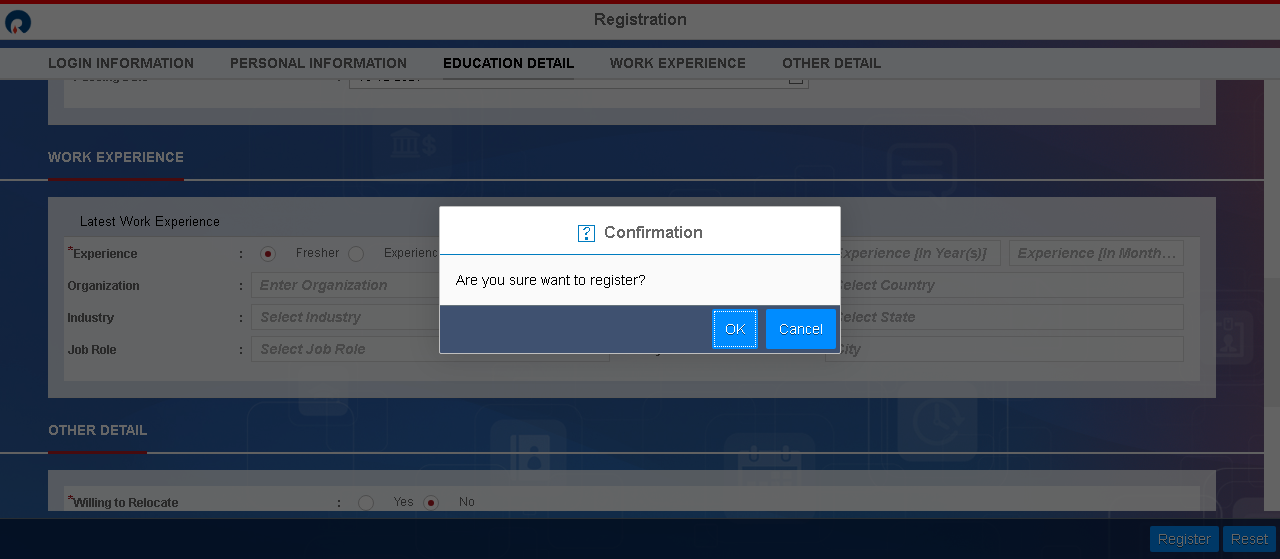 Registration
LOGIN INFORMATION PERSONAL INFORMATION EDUCATION DETAIL WORK EXPERIENCE OTHER DETAIL
WORK EXPERIENCE
Latest Work Experience
? Confirmation
*Experience : Fresher Experience [In Year(s)] Experience [In Month...
Are you sure want to register?
Organization : Enter Organization Select Country
Industry : Select Industry Select State
OK Cancel
Job Role : Select Job Role City
OTHER DETAIL
*Willing to Relocate : Yes No
Register Reset